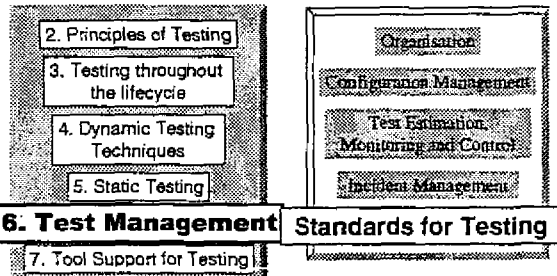 2. Principles of Testing
3. Testing throughout
the lifecycle
4. Dynamic Testing
Techniques
5. Static Testing
6. Test Management
7. Tool Support for Testing
Organisation
Configuration Management
Test Estimation,
Monitoring and Control
Incident Management
Standards for Testing